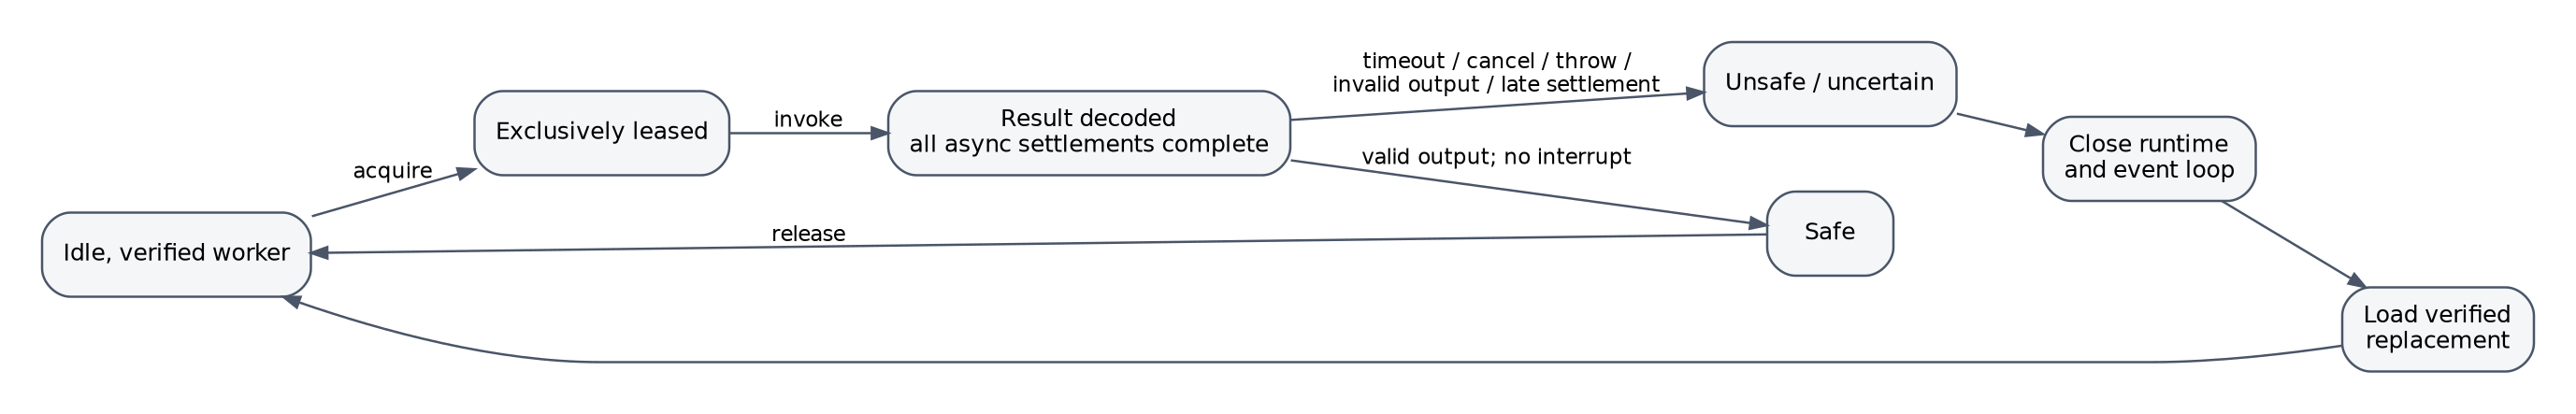 Idle, verified worker
acquire
Exclusively leased
invoke
Result decoded
all async settlements complete
timeout / cancel / throw /
invalid output / late settlement
Unsafe / uncertain
valid output; no interrupt
Safe
release
Close runtime
and event loop
Load verified
replacement